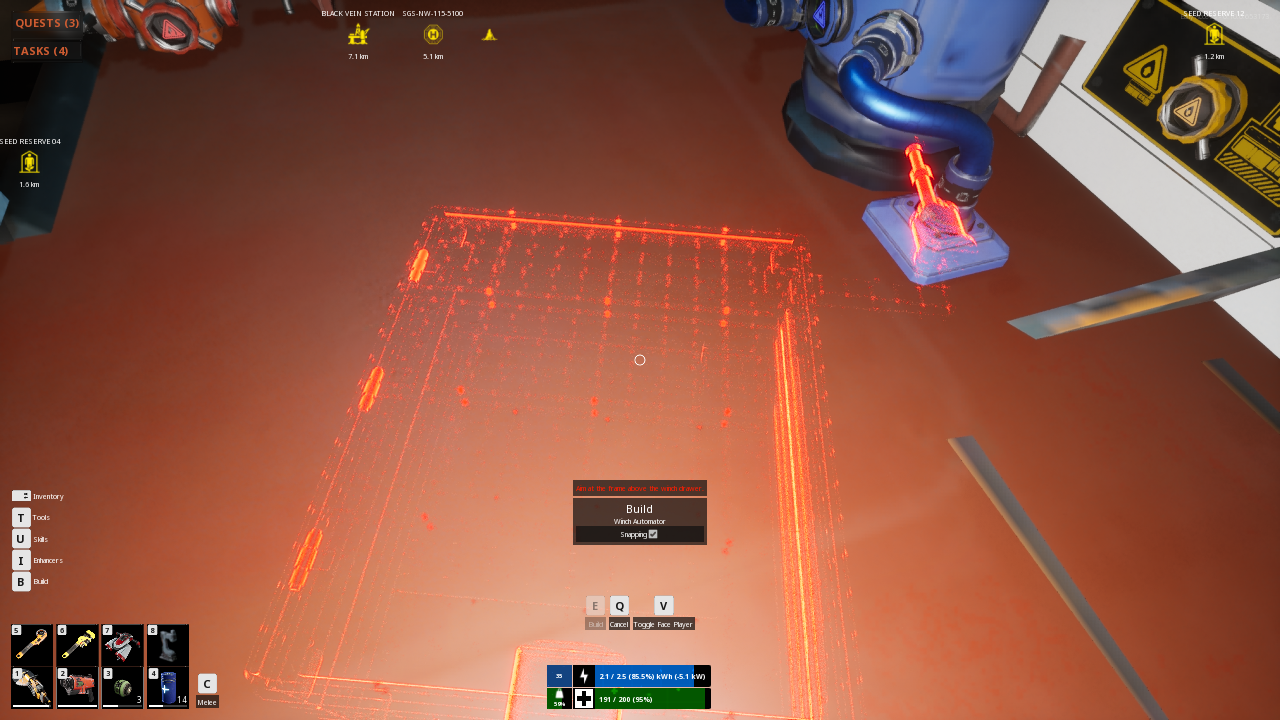 QUESTS (3)
TASKS (4)
BLACK VEIN STATION SGS-NW-115-5100
7.1 km
5.1 km
SEED RESERVE 12
1.2 km
SEED RESERVE 04
1.6 km
Aim at the frame above the winch drawer.
Build
Winch Automator
Snapping
Inventory
T Tools
U Skills
I Enhancers
B Build
E Q V
Build Cancel Toggle Face Player
5 6 7 8
1 2 3 4
3 14
C
Melee
35
2.1 / 2.5 (85.5%) kWh (-5.1 kW)
59%
191 / 200 (95%)